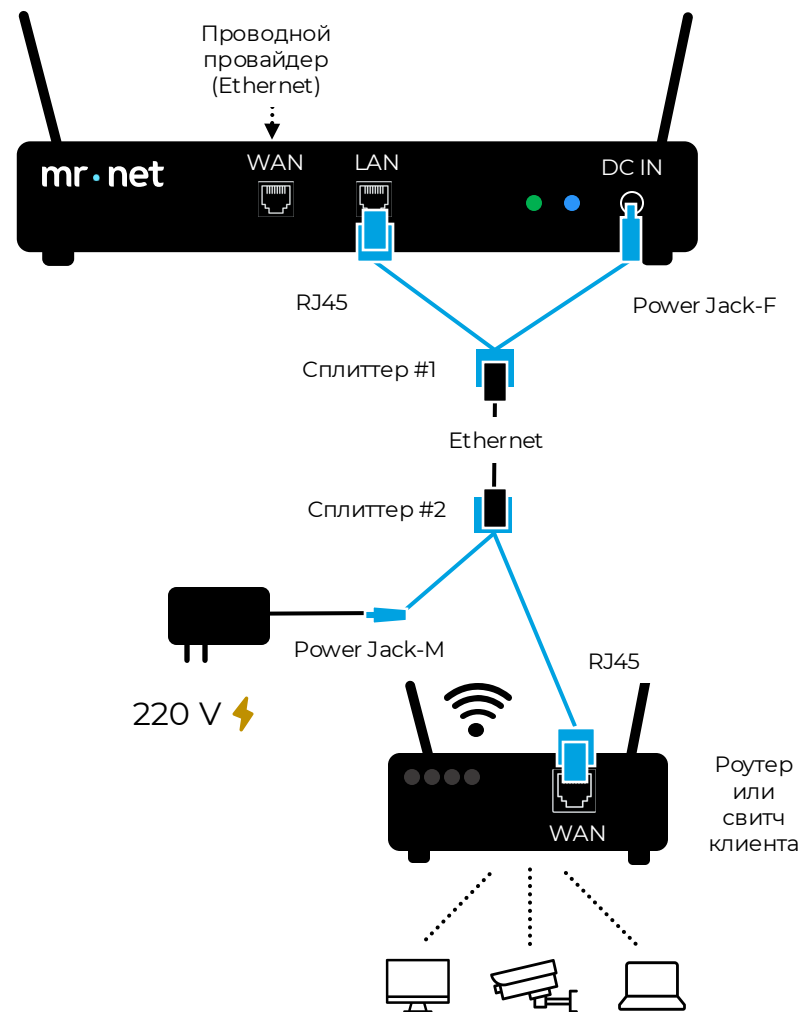 Проводной
провайдер
(Ethernet)
WAN
LAN
DC IN
mr·net
RJ45
Power Jack-F
Сплиттер #1
Ethernet
Сплиттер #2
Power Jack-M
RJ45
220 V
Роутер
или
свитч
клиента
WAN